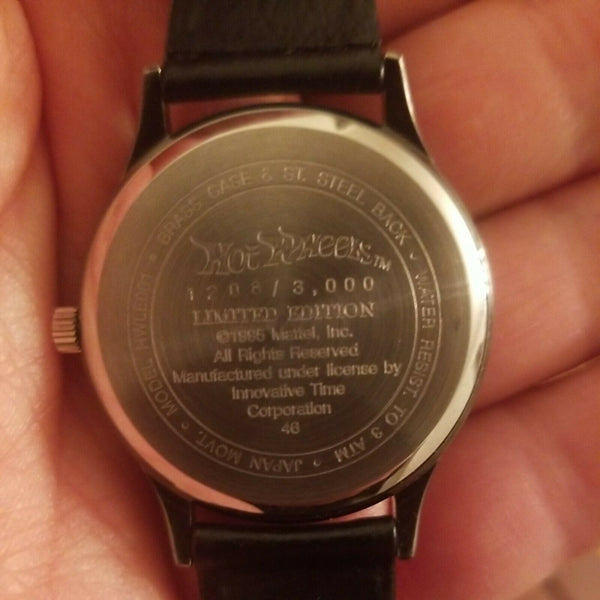 Hot Wheels™
1208/3,000
LIMITED EDITION
©1995 Mattel, Inc.
All Rights Reserved
Manufactured under license by
Innovative Time
Corporation
46
• BRASS CASE & ST. STEEL BACK • WATER RESIST. TO 3 ATM • JAPAN MOVT. • MODEL HWCLE001